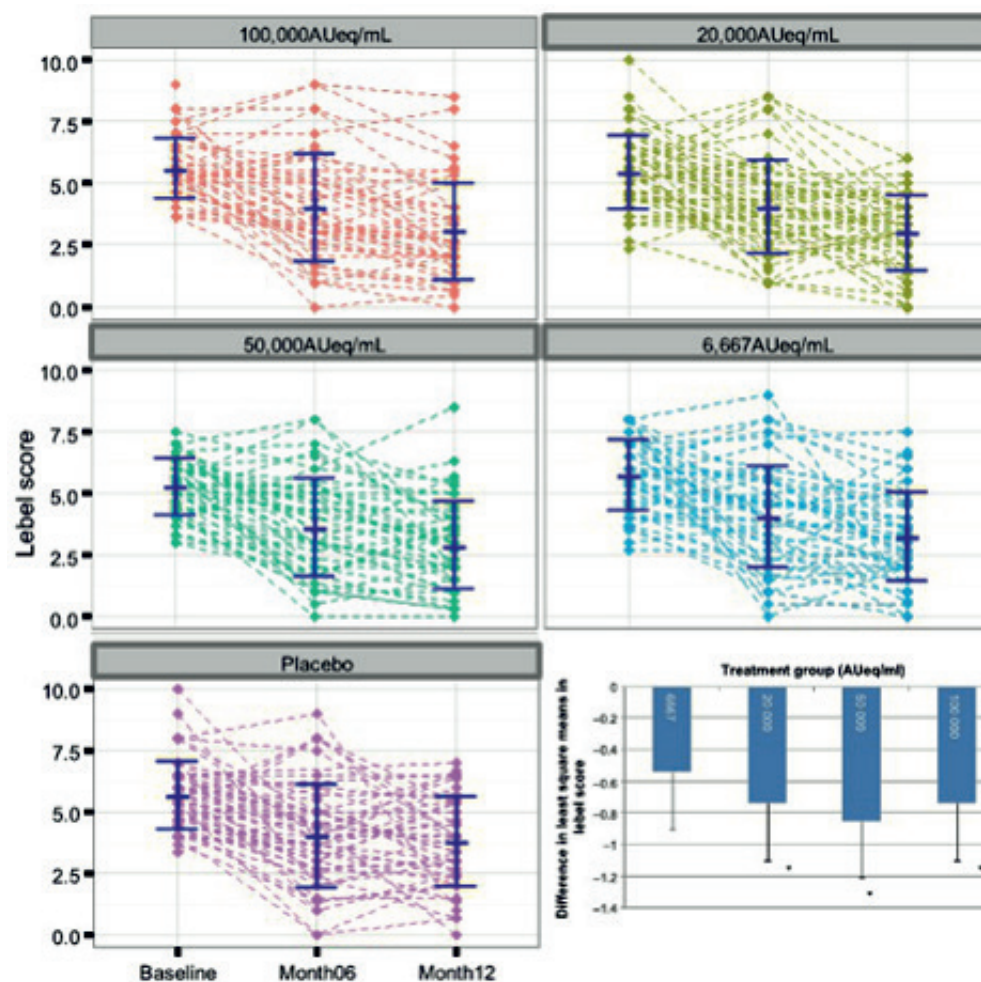 100,000AUeq/mL
20,000AUeq/mL
10.0
7.5
5.0
2.5
0.0
50,000AUeq/mL
6,667AUeq/mL
Lebel score
10.0
7.5
5.0
2.5
0.0
Placebo
10.0
7.5
5.0
2.5
0.0
Baseline
Month06
Month12
Treatment group (AUeq/ml)
Difference in least square means in
lebel score
0
−0.2
−0.4
−0.6
−0.8
−1
−1.2
−1.4
6667
20 000
50 000
100 000